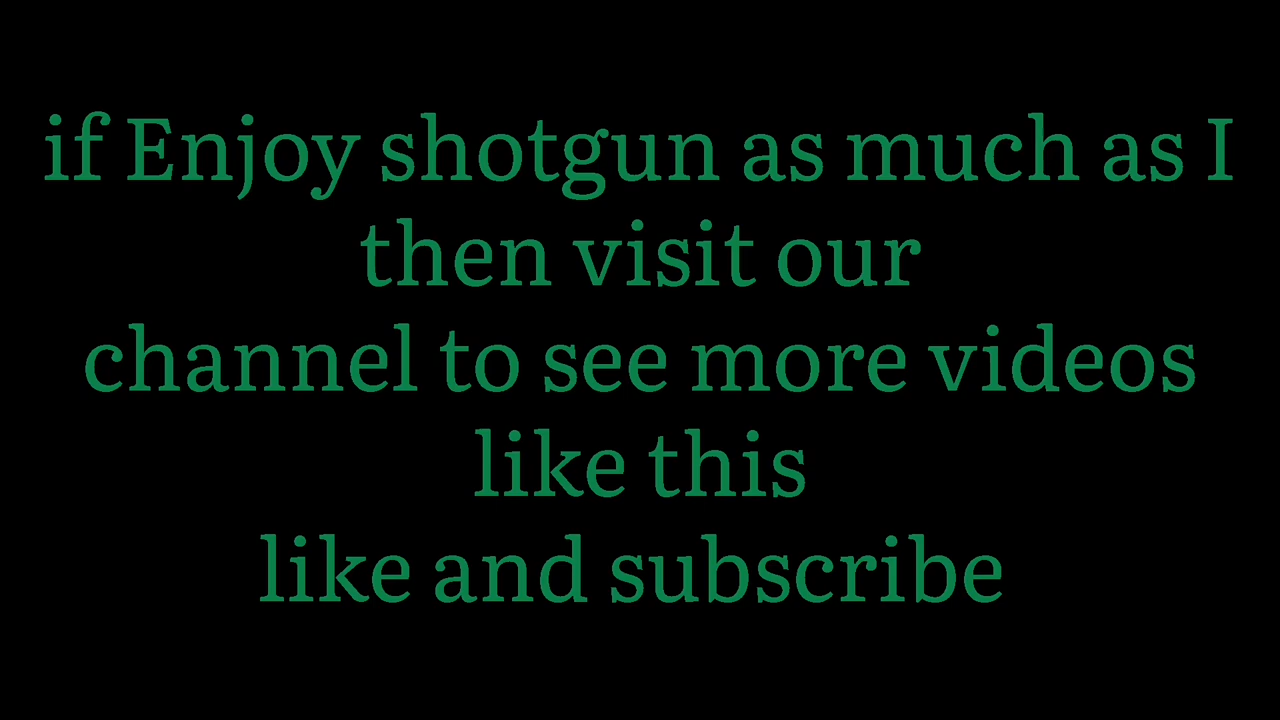 if Enjoy shotgun as much as I
then visit our
channel to see more videos
like this
like and subscribe